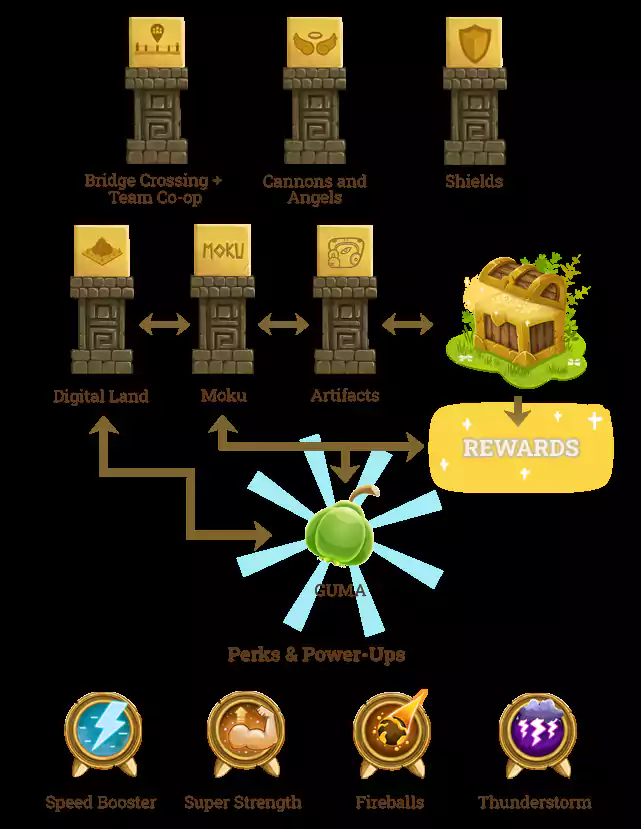 Bridge Crossing +
Team Co-op
Cannons and
Angels
Shields
MOKU
Digital Land
Moku
Artifacts
REWARDS
GUMA
Perks & Power-Ups
Speed Booster
Super Strength
Fireballs
Thunderstorm